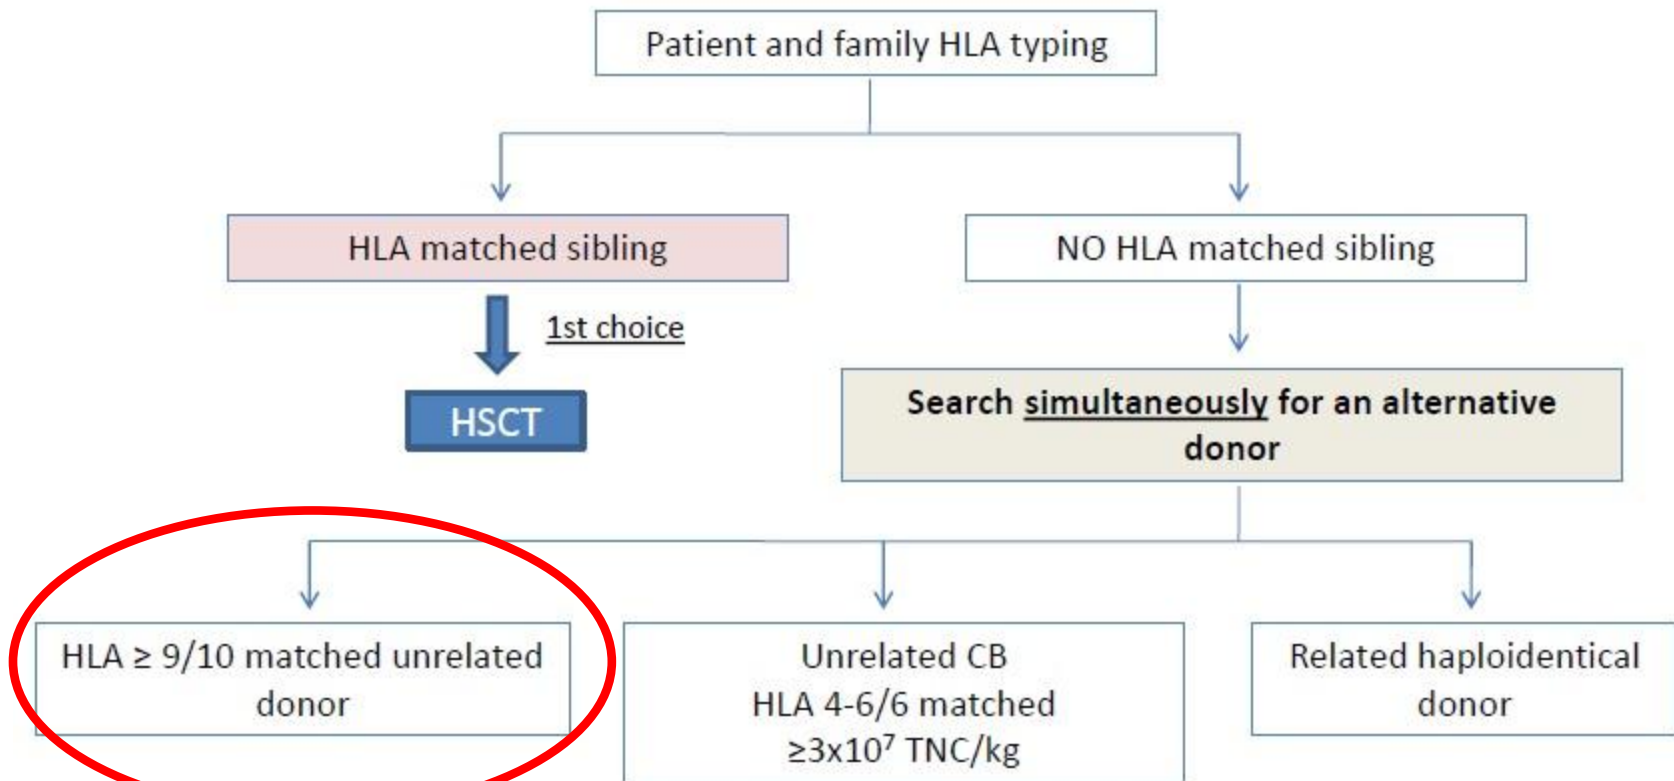 Patient and family HLA typing
HLA matched sibling
NO HLA matched sibling
1st choice
HSCT
Search simultaneously for an alternative
donor
HLA ≥ 9/10 matched unrelated
donor
Unrelated CB
HLA 4-6/6 matched
≥3x10⁷ TNC/kg
Related haploidentical
donor